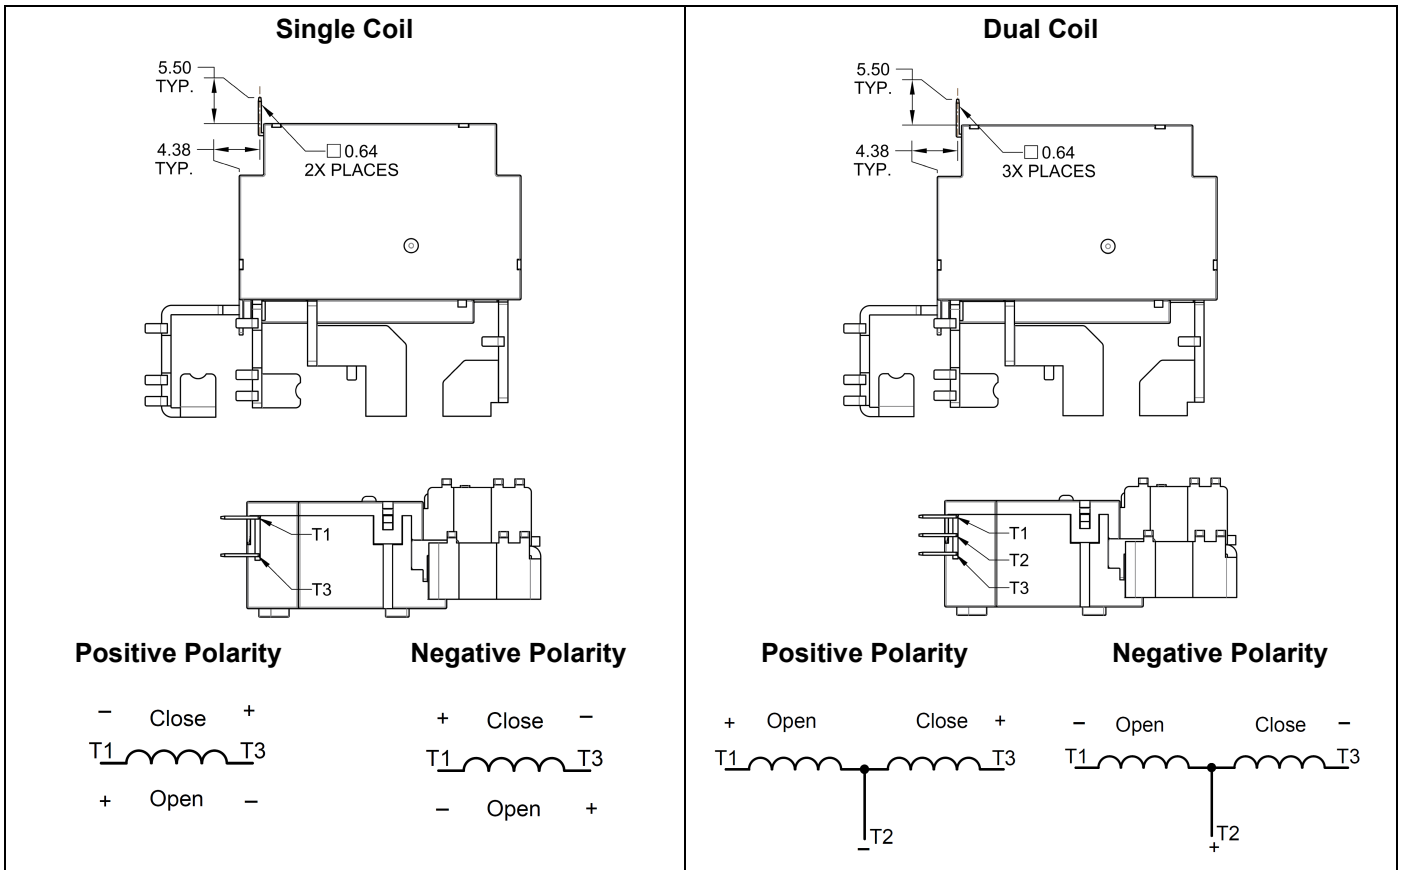 Single Coil
5.50
TYP.
4.38
TYP.
□ 0.64
2X PLACES
T1
T3
Positive Polarity
Negative Polarity
– Close +
T1 T3
+ Open –
+ Close –
T1 T3
– Open +
Dual Coil
5.50
TYP.
4.38
TYP.
□ 0.64
3X PLACES
T1
T2
T3
Positive Polarity
Negative Polarity
+ Open Close +
T1 T3
T2
–
– Open Close –
T1 T3
T2
+